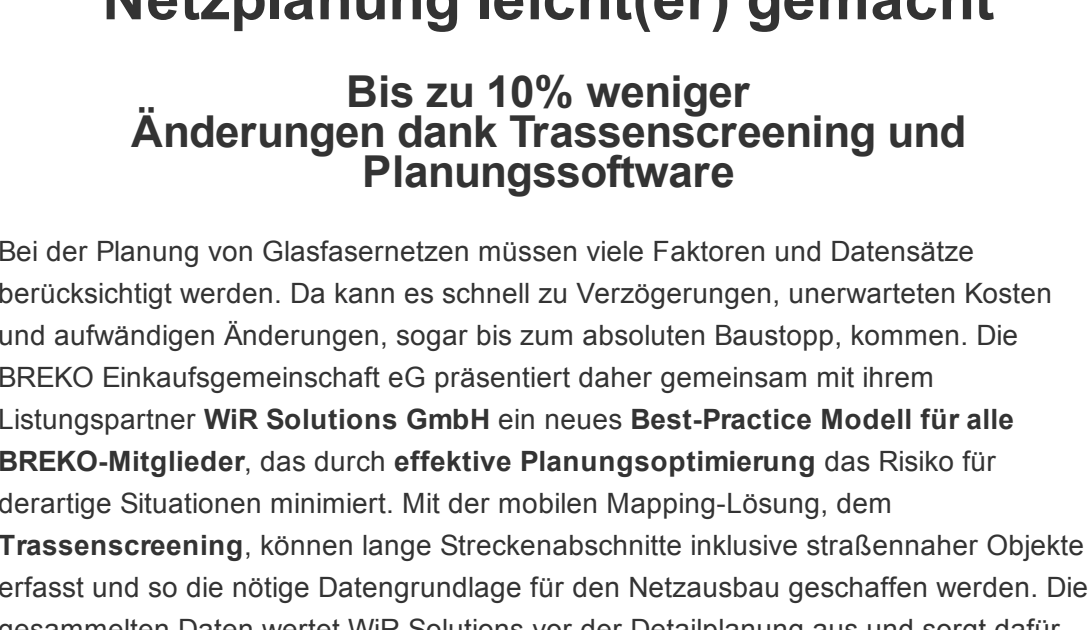 Netzplanung leicht(er) gemacht
Bis zu 10% weniger
Änderungen dank Trassenscreening und
Planungssoftware
Bei der Planung von Glasfasernetzen müssen viele Faktoren und Datensätze
berücksichtigt werden. Da kann es schnell zu Verzögerungen, unerwarteten Kosten
und aufwändigen Änderungen, sogar bis zum absoluten Baustopp, kommen. Die
BREKO Einkaufsgemeinschaft eG präsentiert daher gemeinsam mit ihrem
Listungspartner WiR Solutions GmbH ein neues Best-Practice Modell für alle
BREKO-Mitglieder, das durch effektive Planungsoptimierung das Risiko für
derartige Situationen minimiert. Mit der mobilen Mapping-Lösung, dem
Trassenscreening, können lange Streckenabschnitte inklusive straßennaher Objekte
erfasst und so die nötige Datengrundlage für den Netzausbau geschaffen werden. Die
gesammelten Daten wertet WiR Solutions vor der Detailplanung aus und sorgt dafür